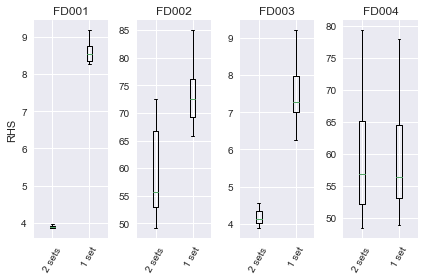 FD001 FD002 FD003 FD004
RHS
9 8 7 6 5 4
85 80 75 70 65 60 55 50
9 8 7 6 5 4
80 75 70 65 60 55 50
2 sets 1 set 2 sets 1 set 2 sets 1 set 2 sets 1 set